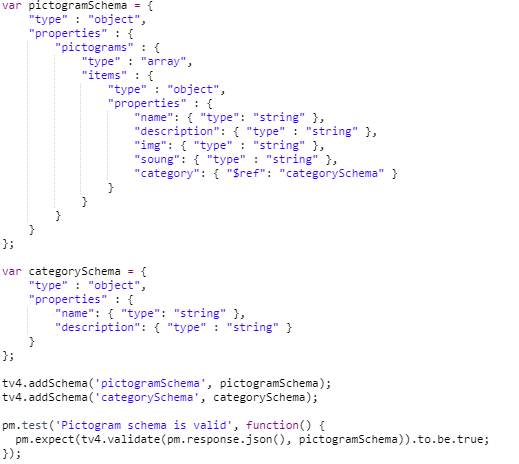 var pictogramSchema = {
    "type" : "object",
    "properties" : {
        "pictograms" : {
            "type" : "array",
            "items" : {
                "type" : "object",
                "properties" : {
                    "name": { "type": "string" },
                    "description": { "type" : "string" },
                    "img": { "type" : "string" },
                    "soung": { "type" : "string" },
                    "category": { "$ref": "categorySchema" }
                }
            }
        }
    }
};

var categorySchema = {
    "type" : "object",
    "properties" : {
        "name": { "type": "string" },
        "description": { "type" : "string" }
    }
};

tv4.addSchema('pictogramSchema', pictogramSchema);
tv4.addSchema('categorySchema', categorySchema);

pm.test('Pictogram schema is valid', function() {
  pm.expect(tv4.validate(pm.response.json(), pictogramSchema)).to.be.true;
});